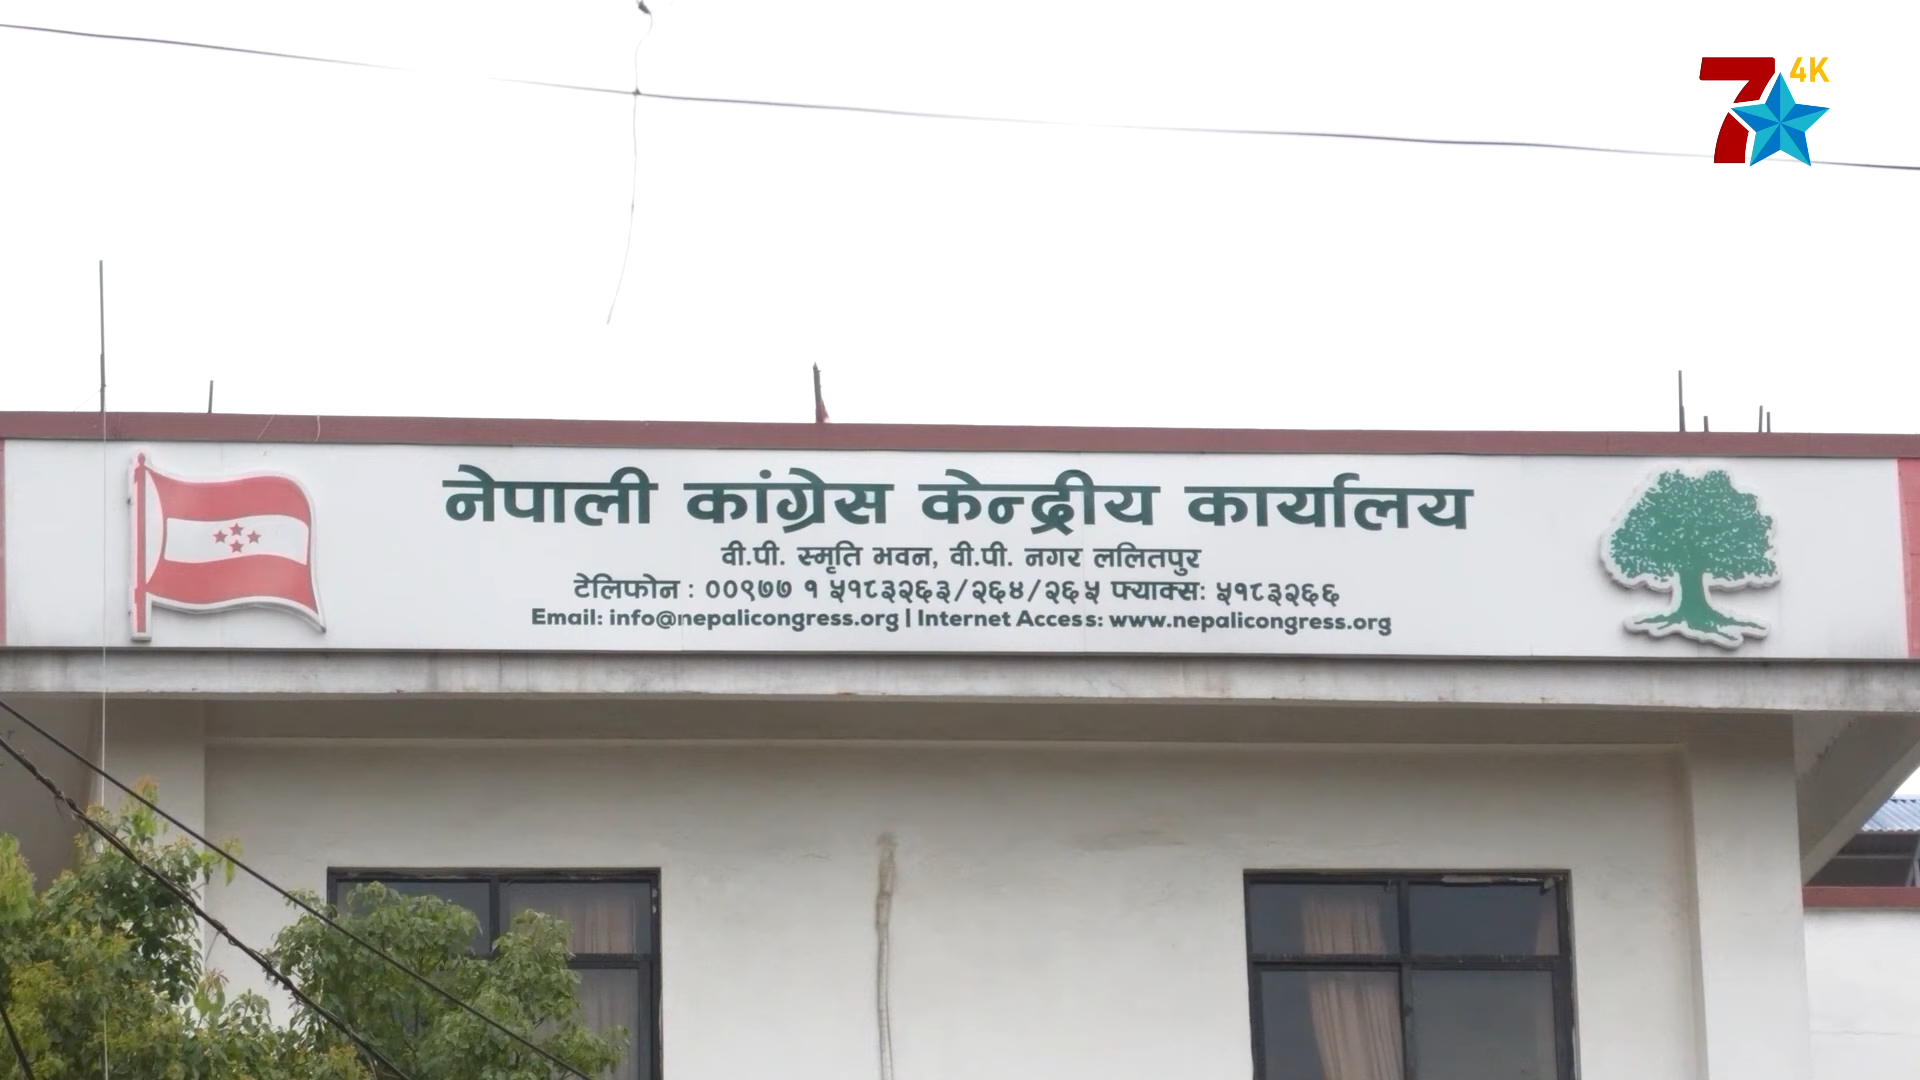 7 4K
नेपाली कांग्रेस केन्द्रीय कार्यालय
वी.पी. स्मृति भवन, वी.पी. नगर ललितपुर
टेलिफोन : ००९७७ १ ५१८३२६३/२६४/२६५ फ्याक्स: ५१८३२६६
Email: info@nepalicongress.org | Internet Access: www.nepalicongress.org